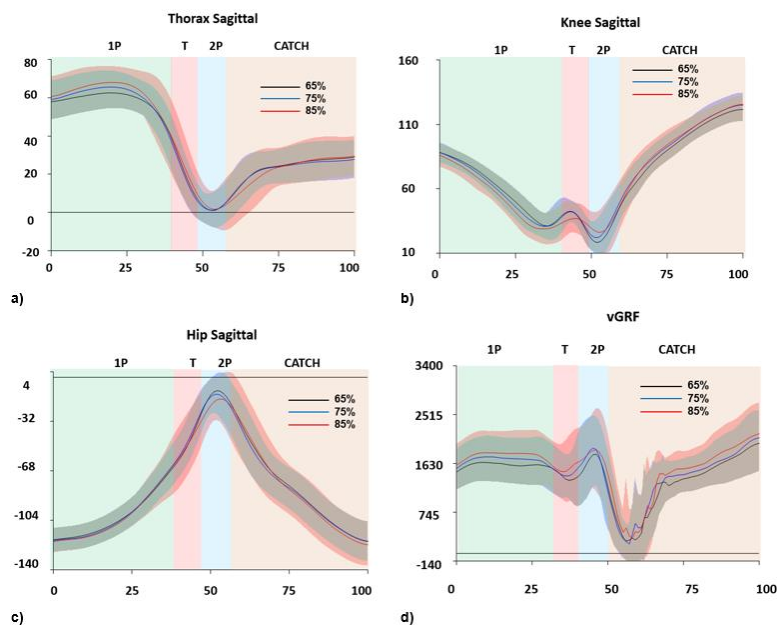 Thorax Sagittal
1P T 2P CATCH
80
60
40
20
0
-20
65%
75%
85%
0 25 50 75 100
a)
Knee Sagittal
1P T 2P CATCH
160
110
60
10
65%
75%
85%
0 25 50 75 100
b)
Hip Sagittal
1P T 2P CATCH
4
-32
-68
-104
-140
65%
75%
85%
0 25 50 75 100
c)
vGRF
1P T 2P CATCH
3400
2515
1630
745
-140
65%
75%
85%
0 25 50 75 100
d)